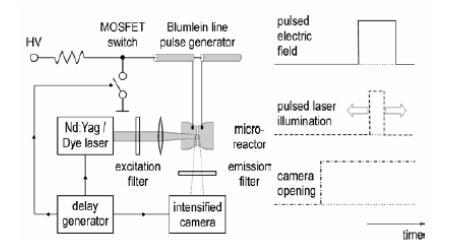 MOSFET
switch
Blumlein line
pulse generator
HV
Nd:Yag /
Dye laser
excitation
filter
micro-
reactor
emission
filter
delay
generator
intensified
camera
pulsed
electric
field
pulsed laser
illumination
camera
opening
time